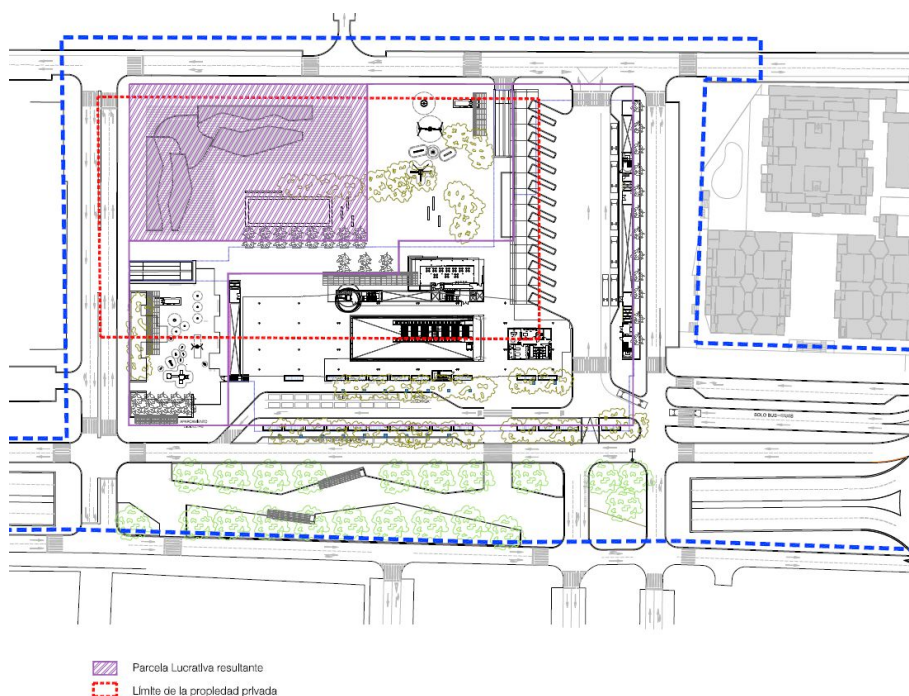 SOLO BUS-TAXIS
Parcela Lucrativa resultante
Límite de la propiedad privada